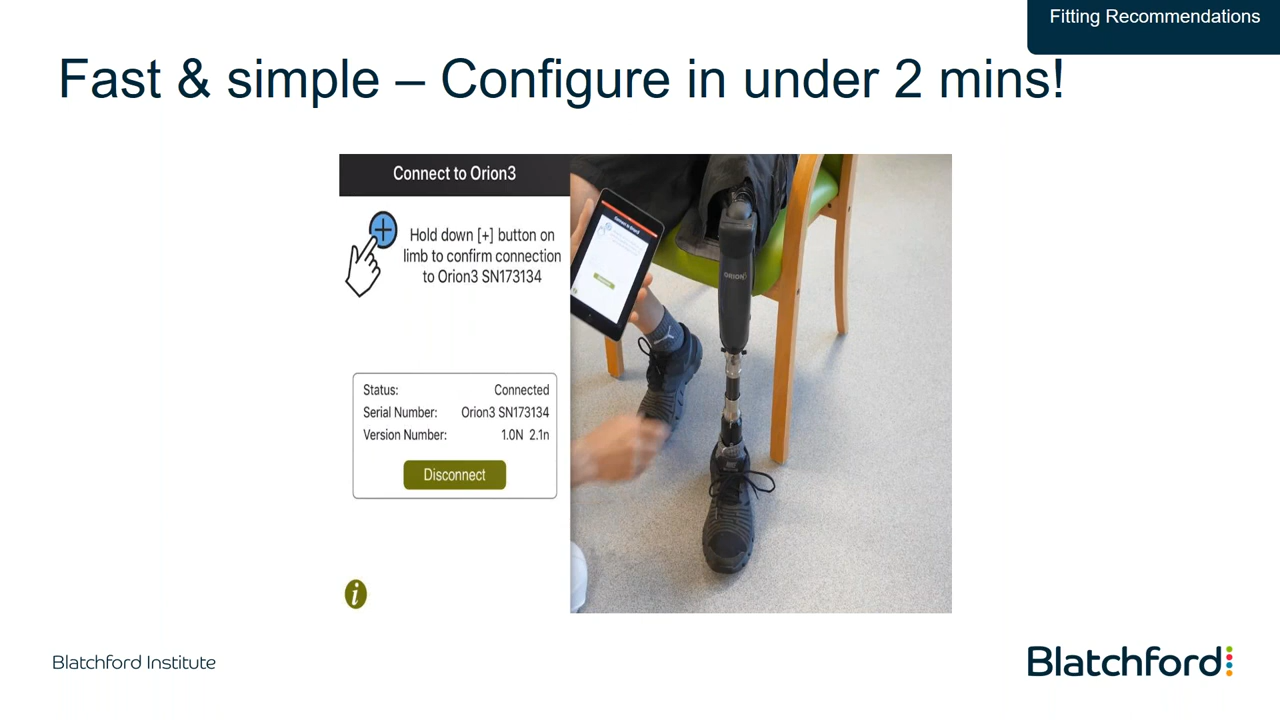 Fitting Recommendations
Fast & simple – Configure in under 2 mins!
Connect to Orion3
Hold down [+] button on
limb to confirm connection
to Orion3 SN173134
Status: Connected
Serial Number: Orion3 SN173134
Version Number: 1.0N 2.1n
Disconnect
i
ORION3
Blatchford Institute
Blatchford